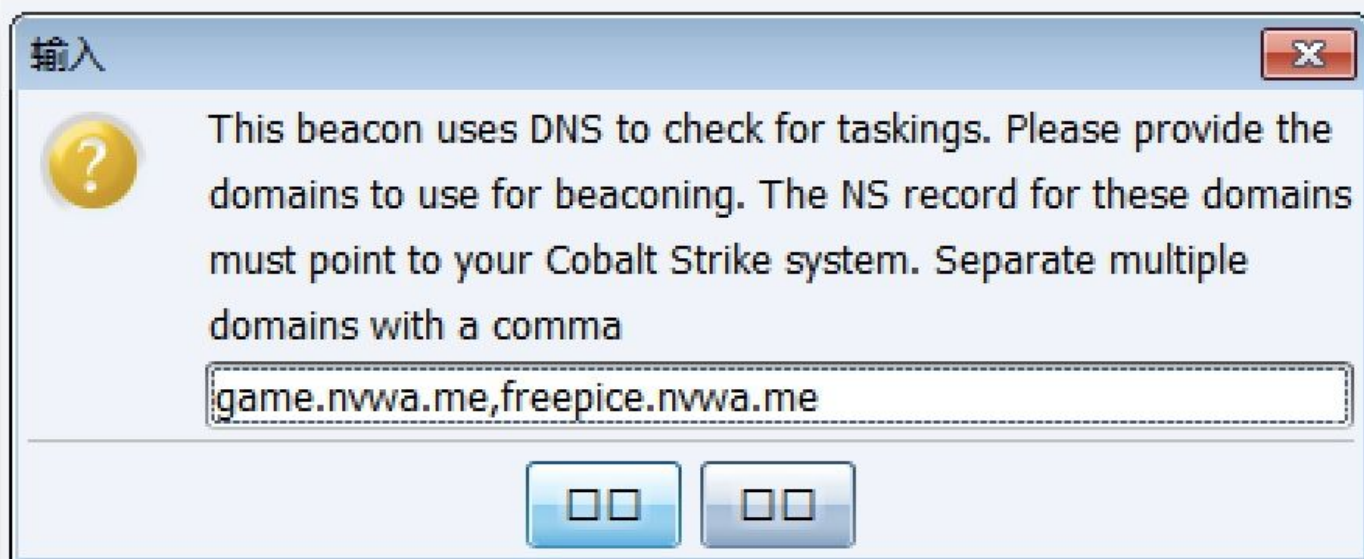 输入
This beacon uses DNS to check for taskings. Please provide the
domains to use for beaconing. The NS record for these domains
must point to your Cobalt Strike system. Separate multiple
domains with a comma
game.nvwa.me,freepice.nvwa.me
□□ □□